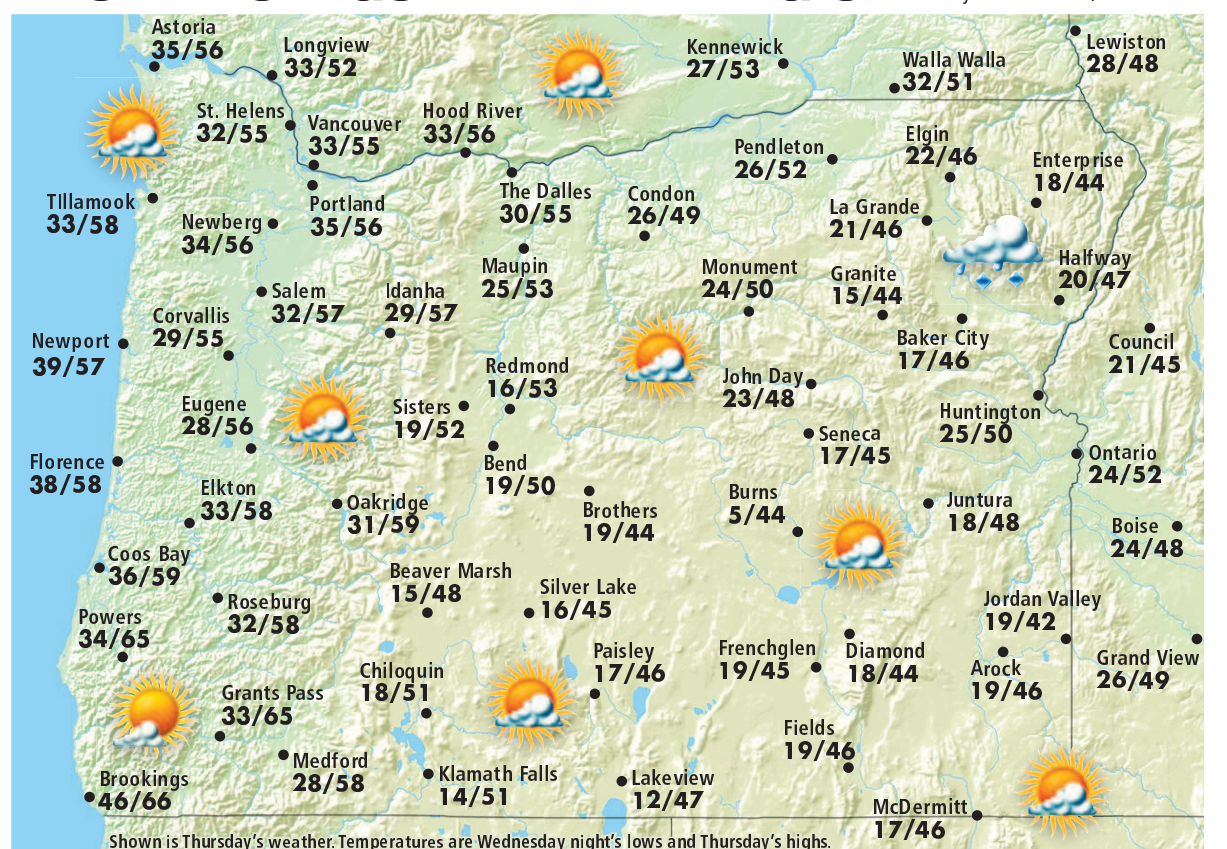 Astoria
35/56
Longview
33/52
Kennewick
27/53
Walla Walla
32/51
Lewiston
28/48
St. Helens
32/55
Vancouver
33/55
Hood River
33/56
Pendleton
26/52
Elgin
22/46
Enterprise
18/44
TIllamook
33/58
Newberg
34/56
Portland
35/56
The Dalles
30/55
Condon
26/49
La Grande
21/46
Maupin
25/53
Monument
24/50
Granite
15/44
Halfway
20/47
Salem
32/57
Idanha
29/57
Corvallis
29/55
Newport
39/57
Baker City
17/46
Council
21/45
Redmond
16/53
John Day
23/48
Eugene
28/56
Sisters
19/52
Huntington
25/50
Seneca
17/45
Florence
38/58
Bend
19/50
Ontario
24/52
Elkton
33/58
Oakridge
31/59
Brothers
19/44
Burns
5/44
Juntura
18/48
Boise
24/48
Coos Bay
36/59
Beaver Marsh
15/48
Silver Lake
16/45
Roseburg
32/58
Jordan Valley
19/42
Powers
34/65
Chiloquin
18/51
Paisley
17/46
Frenchglen
19/45
Diamond
18/44
Arock
19/46
Grand View
26/49
Grants Pass
33/65
Fields
19/46
Medford
28/58
Brookings
46/66
Klamath Falls
14/51
Lakeview
12/47
McDermitt
17/46
Shown is Thursday's weather. Temperatures are Wednesday night's lows and Thursday's highs.